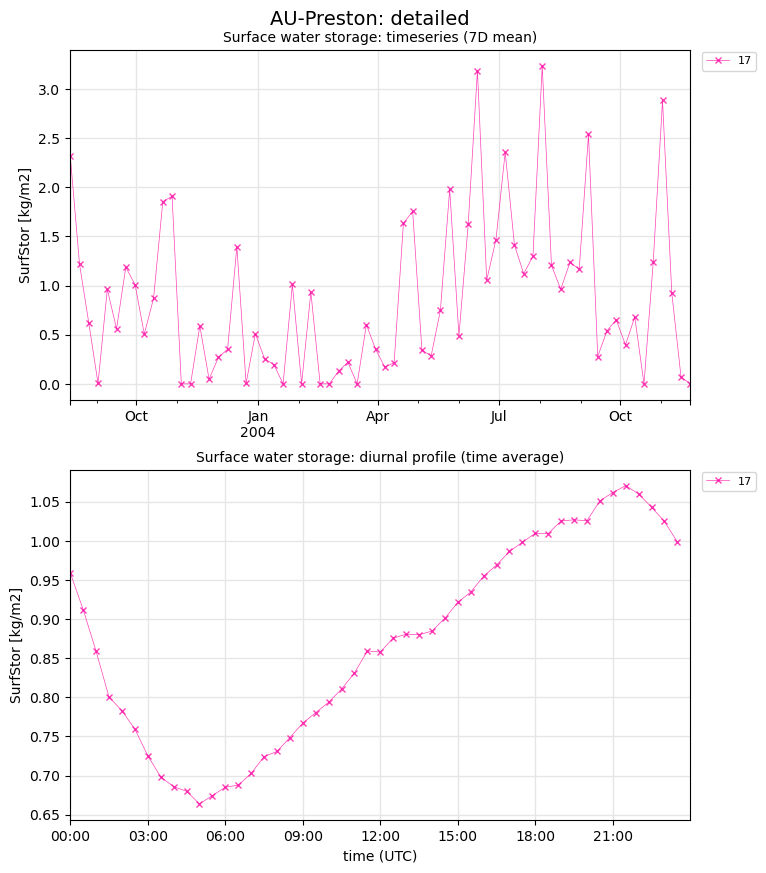 AU-Preston: detailed
Surface water storage: timeseries (7D mean)
17
SurfStor [kg/m2]
3.0
2.5
2.0
1.5
1.0
0.5
0.0
Oct
Jan
2004
Apr
Jul
Oct
Surface water storage: diurnal profile (time average)
17
SurfStor [kg/m2]
1.05
1.00
0.95
0.90
0.85
0.80
0.75
0.70
0.65
00:00
03:00
06:00
09:00
12:00
15:00
18:00
21:00
time (UTC)